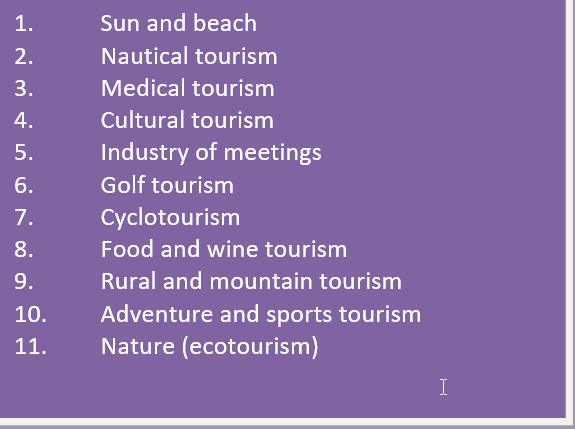 1. Sun and beach
2. Nautical tourism
3. Medical tourism
4. Cultural tourism
5. Industry of meetings
6. Golf tourism
7. Cyclotourism
8. Food and wine tourism
9. Rural and mountain tourism
10. Adventure and sports tourism
11. Nature (ecotourism)